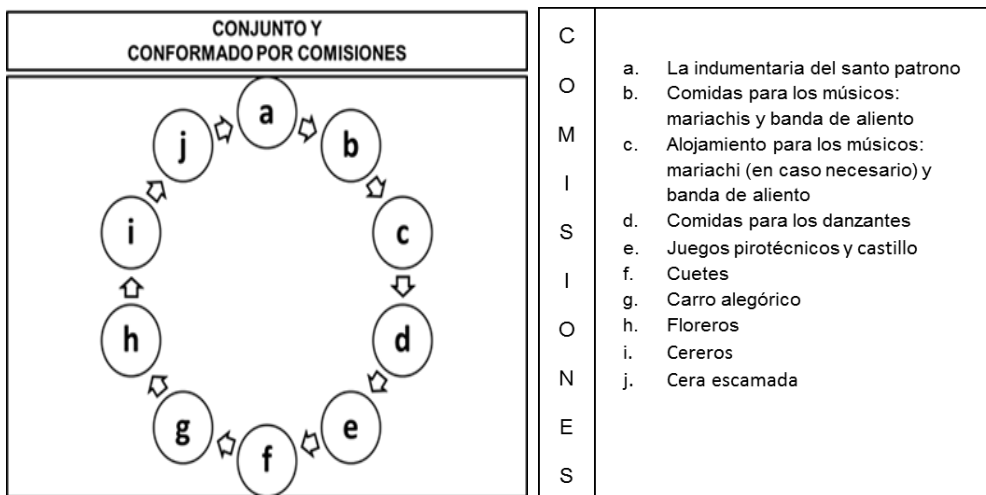 CONJUNTO Y
CONFORMADO POR COMISIONES
a
b
c
d
e
f
g
h
i
j
C
O
M
I
S
I
O
N
E
S
a. La indumentaria del santo patrono
b. Comidas para los músicos:
mariachis y banda de aliento
c. Alojamiento para los músicos:
mariachi (en caso necesario) y
banda de aliento
d. Comidas para los danzantes
e. Juegos pirotécnicos y castillo
f. Cuetes
g. Carro alegórico
h. Floreros
i. Cereros
j. Cera escamada